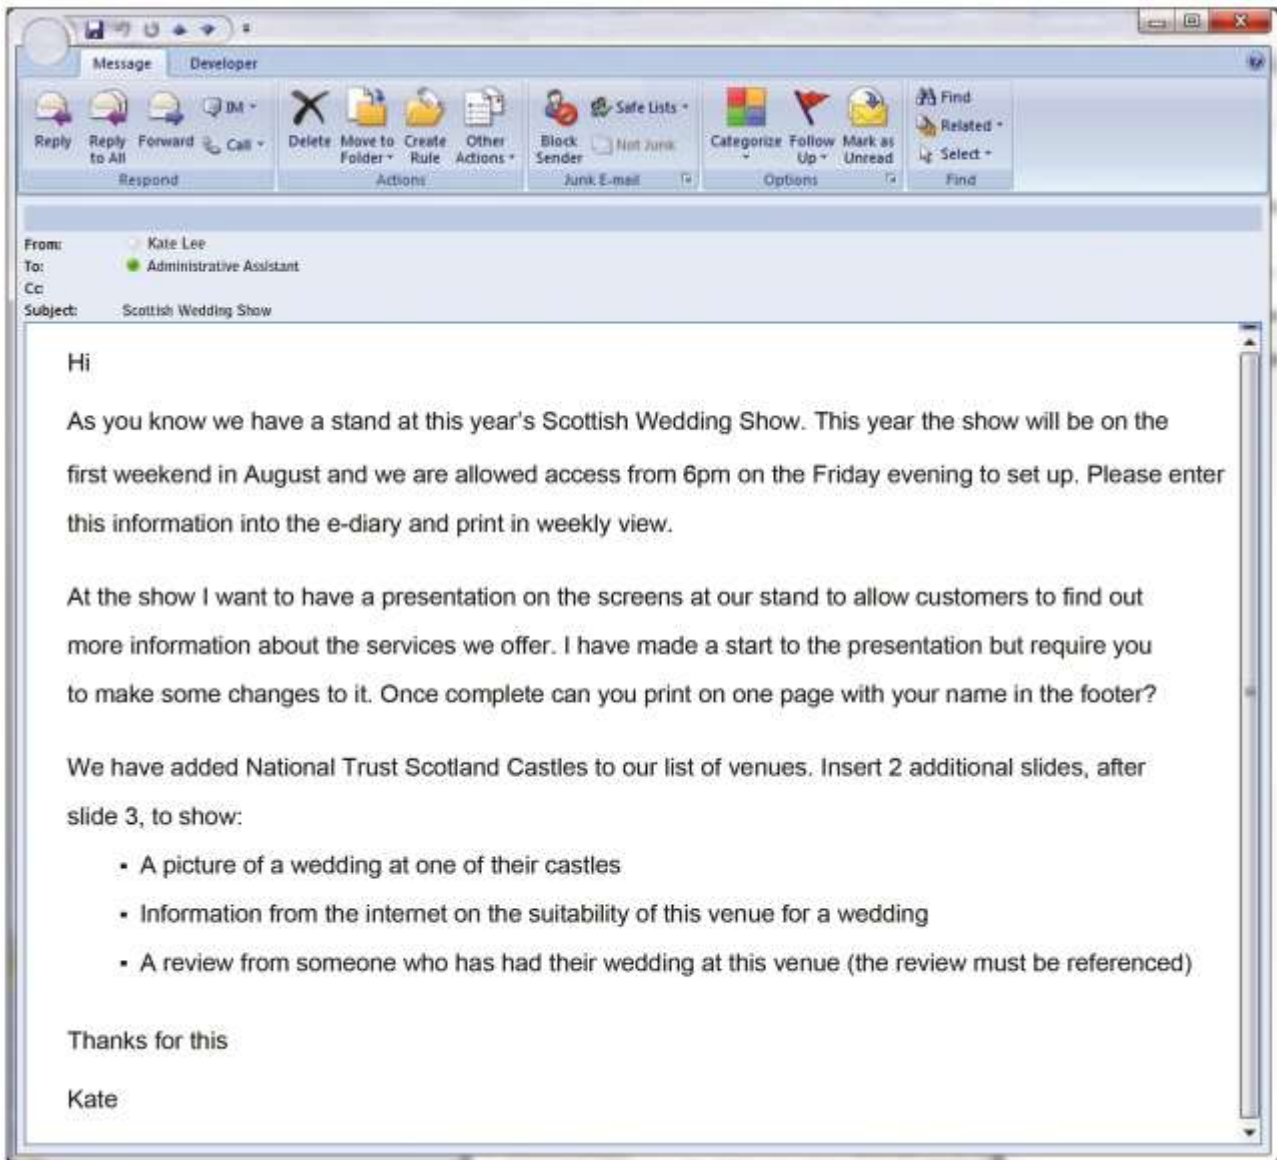 Message Developer
Reply Reply to All Forward IM Call Delete Move to Folder Create Rule Other Actions Block Sender Safe Lists Not Junk Categorize Follow Up Mark as Unread Find Related Select
Respond Actions Junk E-mail Options Find
From: Kate Lee
To: Administrative Assistant
Cc:
Subject: Scottish Wedding Show
Hi
As you know we have a stand at this year's Scottish Wedding Show. This year the show will be on the
first weekend in August and we are allowed access from 6pm on the Friday evening to set up. Please enter
this information into the e-diary and print in weekly view.
At the show I want to have a presentation on the screens at our stand to allow customers to find out
more information about the services we offer. I have made a start to the presentation but require you
to make some changes to it. Once complete can you print on one page with your name in the footer?
We have added National Trust Scotland Castles to our list of venues. Insert 2 additional slides, after
slide 3, to show:
▪ A picture of a wedding at one of their castles
▪ Information from the internet on the suitability of this venue for a wedding
▪ A review from someone who has had their wedding at this venue (the review must be referenced)
Thanks for this
Kate